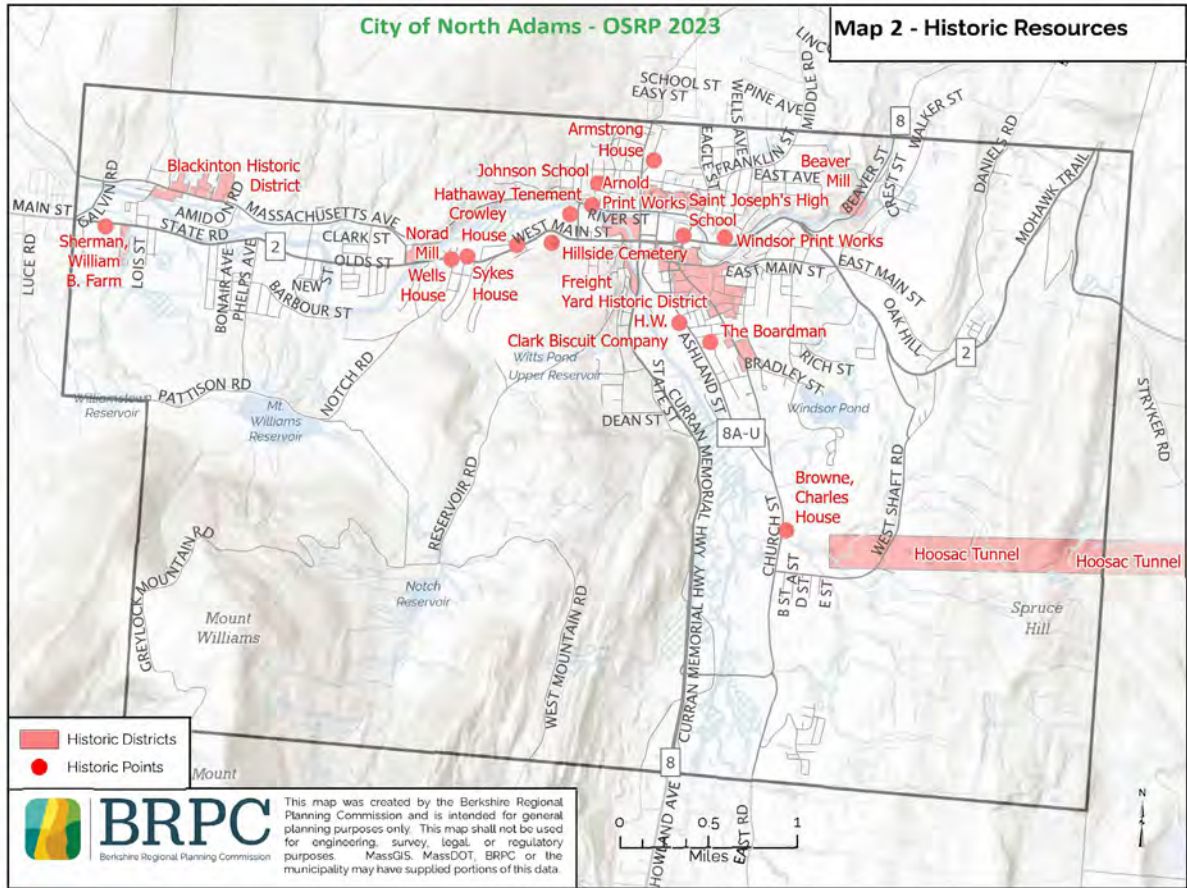 City of North Adams - OSRP 2023
Map 2 - Historic Resources
SCHOOL ST
EASY ST
WELLS AVE
PINE AVE
MIDDLE RD
8
WALKER ST
DANIELS RD
MOHAWK TRAIL
EAGLE ST
FRANKLIN ST
EAST AVE
BEAVER ST
CREST ST
Armstrong
House
Beaver
Mill
Johnson School
Arnold
Print Works
Hathaway Tenement
Saint Joseph's High
School
Crowley
House
RIVER ST
WEST MAIN ST
Windsor Print Works
Hillside Cemetery
Blackinton Historic
District
GALVIN RD
MAIN ST
AMIDON RD
MASSACHUSETTS AVE
STATE RD
2
CLARK ST
OLDS ST
Norad
Mill
Wells
House
Sykes
House
Sherman,
William
B. Farm
LUCE RD
LOIS ST
BONAIR AVE
PHELPS AVE
NEW
ST
BARBOUR ST
Freight
Yard Historic District
EAST MAIN ST
EAST MAIN ST
OAK HILL
2
H.W.
Clark Biscuit Company
The Boardman
ASHLAND ST
RICH ST
BRADLEY ST
Witts Pond
Upper Reservoir
STATE ST
DEAN ST
Windsor Pond
STRYKER RD
NOTCH RD
PATTISON RD
Williamstown
Reservoir
Mt.
Williams
Reservoir
8A-U
CURRAN MEMORIAL HWY
CURRAN MEMORIAL HWY
RESERVOIR RD
Browne,
Charles
House
CHURCH ST
WEST SHAFT RD
Hoosac Tunnel
Hoosac Tunnel
B ST
A ST
D ST
E ST
Notch
Reservoir
GREYLOCK MOUNTAIN RD
Mount
Williams
WEST MOUNTAIN RD
Spruce
Hill
8
HOWLAND AVE
EAST RD
Mount
Historic Districts
Historic Points
BRPC
Berkshire Regional Planning Commission
This map was created by the Berkshire Regional
Planning Commission and is intended for general
planning purposes only. This map shall not be used
for engineering, survey, legal, or regulatory
purposes. MassGIS, MassDOT, BRPC or the
municipality may have supplied portions of this data.
0 0.5 1
Miles
N